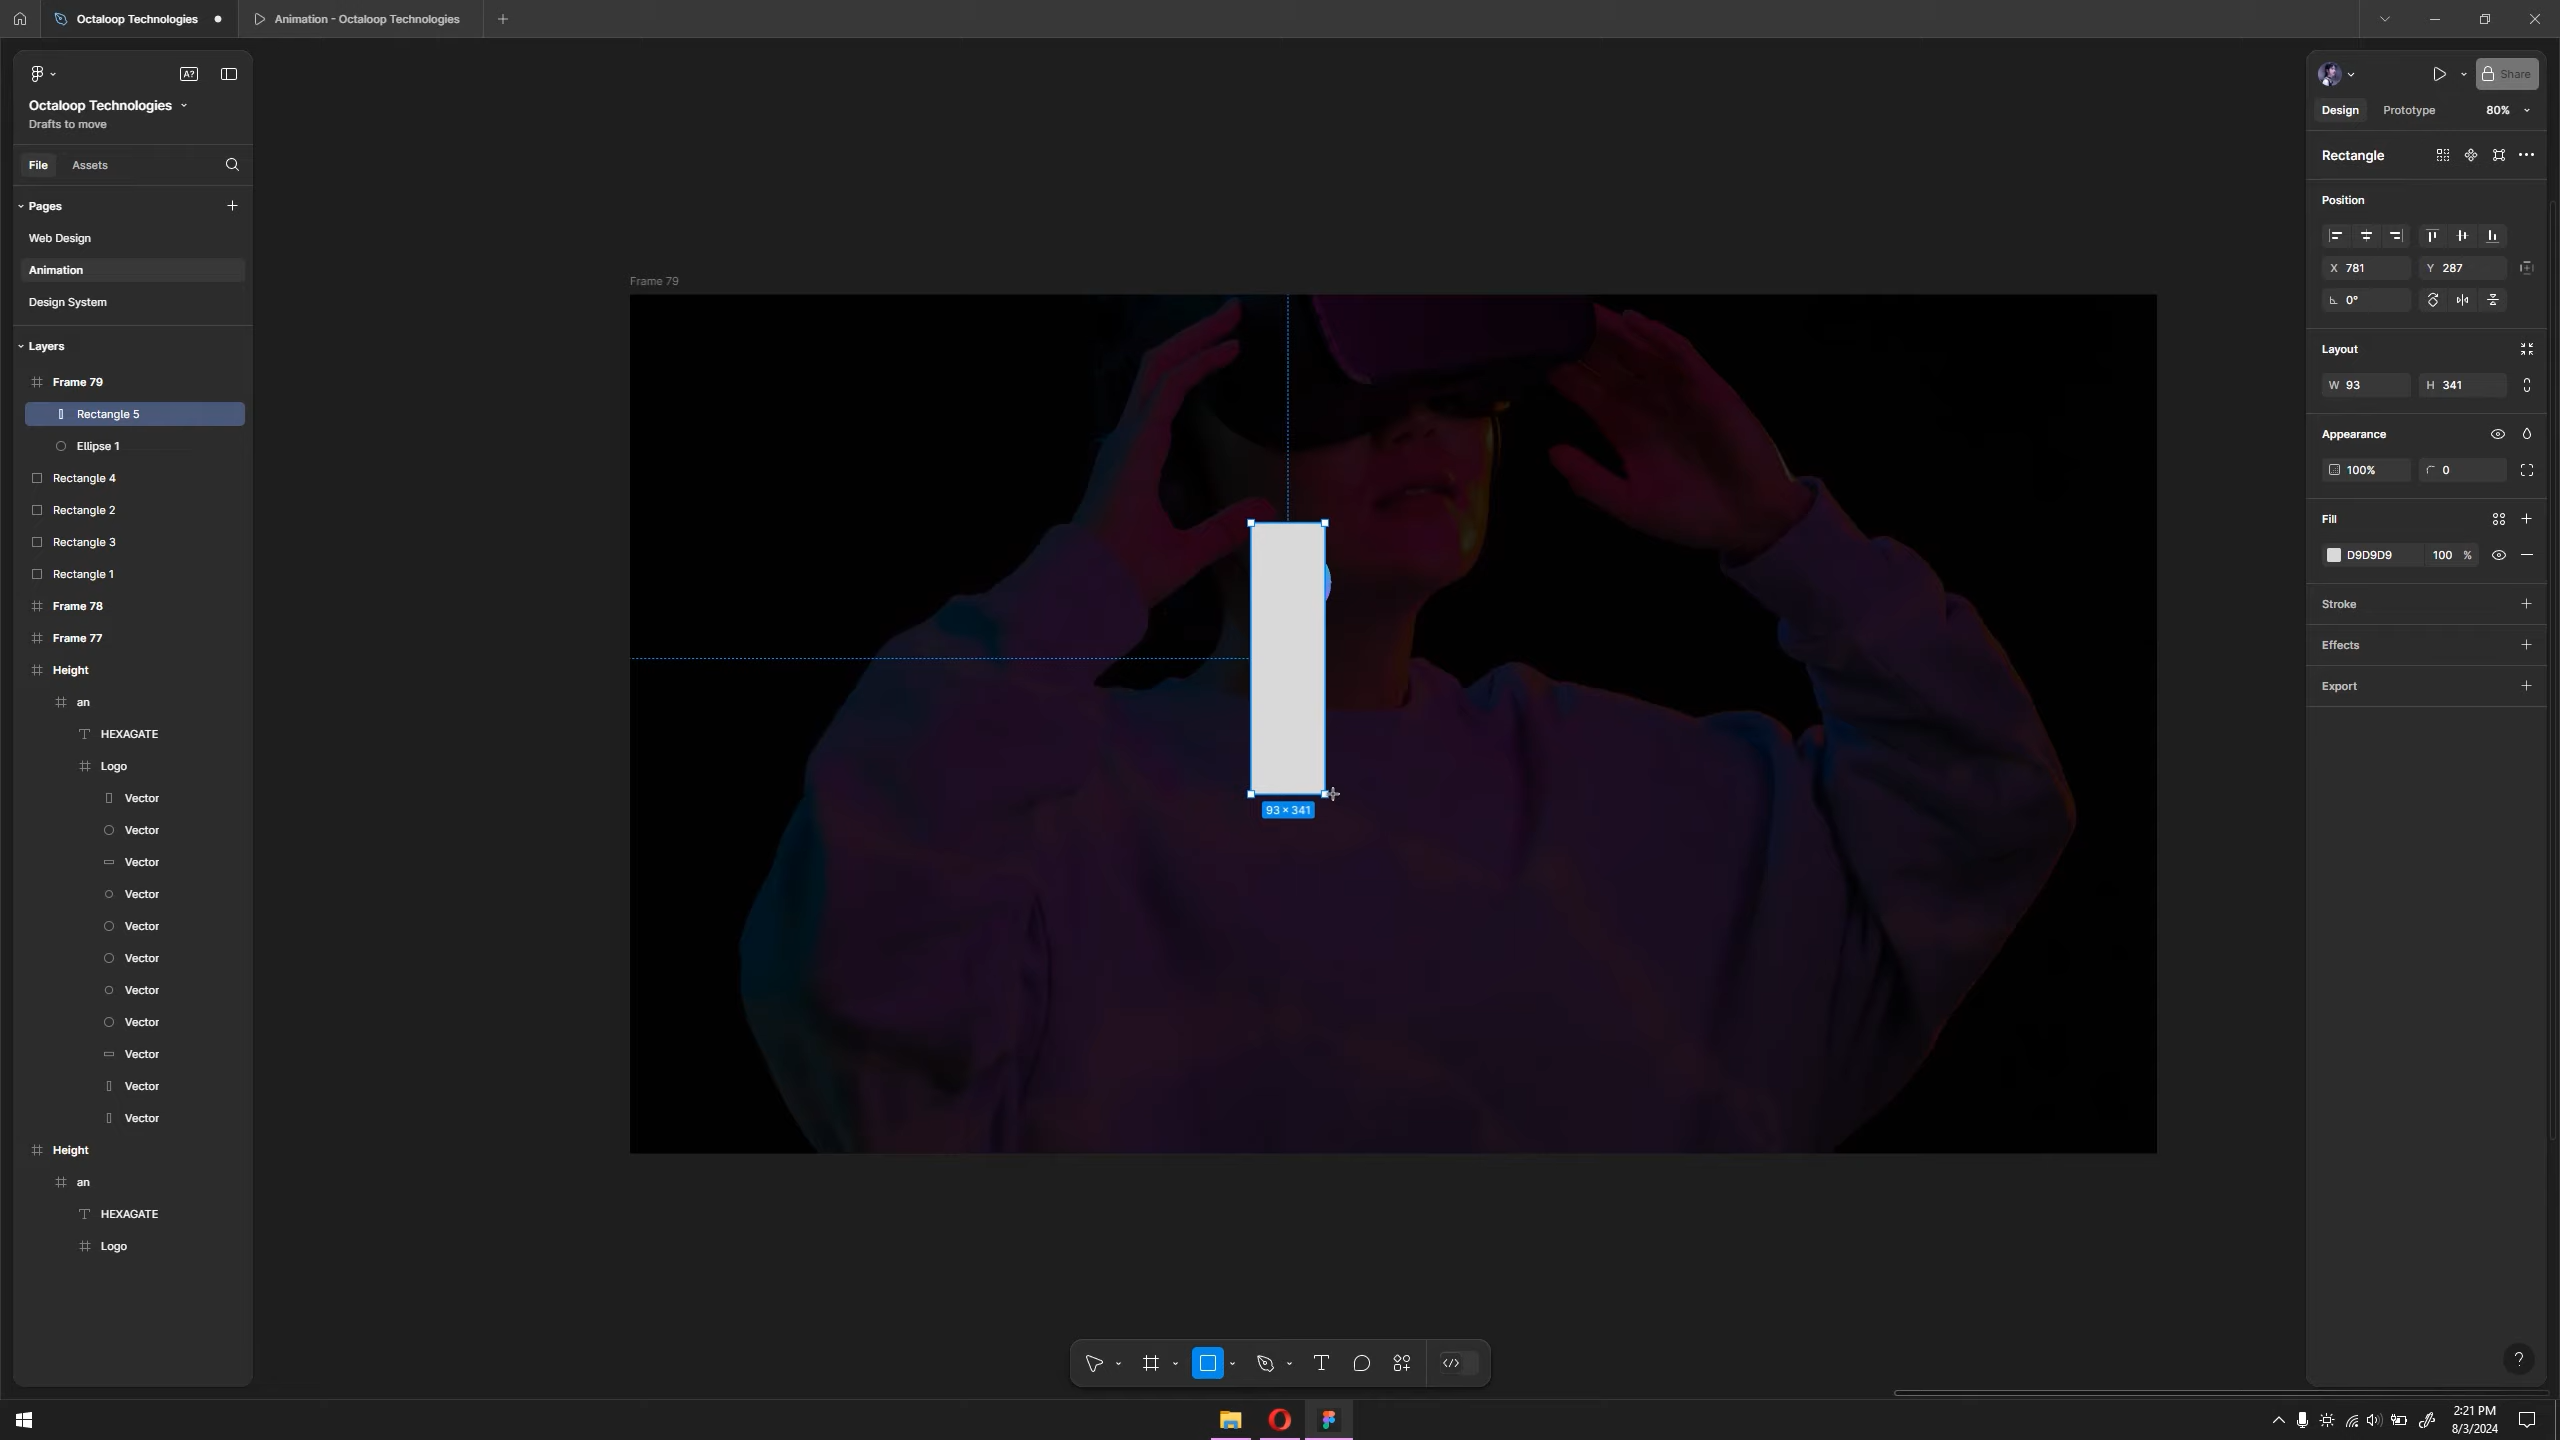 Octaloop Technologies
Animation - Octaloop Technologies
A?
Share
Octaloop Technologies
Drafts to move
Design
Prototype
80%
File
Assets
Rectangle
Pages
Position
Web Design
Animation
X 781
Y 287
Frame 79
Design System
0°
Layers
Layout
Frame 79
W 93
H 341
Rectangle 5
Appearance
Ellipse 1
100%
0
Rectangle 4
Rectangle 2
Fill
Rectangle 3
D9D9D9
100
%
Rectangle 1
Frame 78
Stroke
Frame 77
Effects
Height
Export
an
HEXAGATE
Logo
Vector
93 × 341
Vector
Vector
Vector
Vector
Vector
Vector
Vector
Vector
Vector
Vector
Height
an
HEXAGATE
Logo
?
2:21 PM
8/3/2024